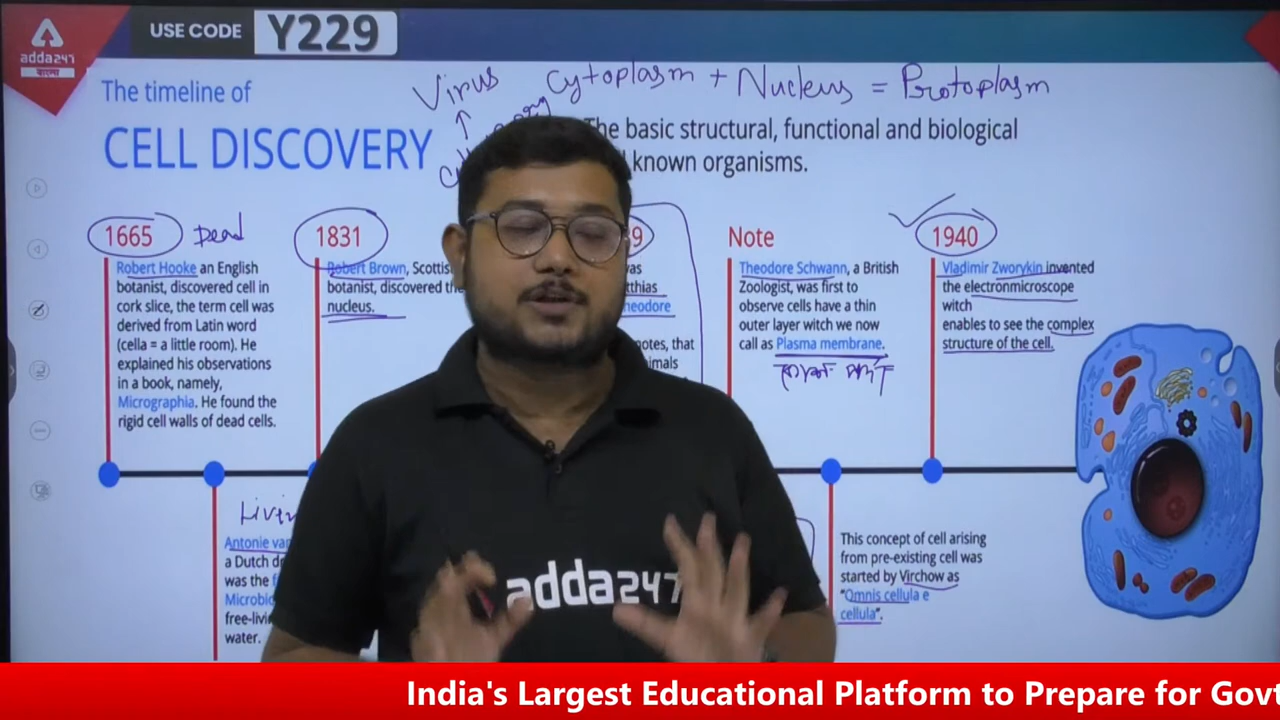 adda247
বাংলা
USE CODE Y229
The timeline of
CELL DISCOVERY
Virus
Cytoplasm + Nucleus = Protoplasm
The basic structural, functional and biological
known organisms.
1665
Dead
Robert Hooke an English
botanist, discovered cell in
cork slice, the term cell was
derived from Latin word
(cella = a little room). He
explained his observations
in a book, namely,
Micrographia. He found the
rigid cell walls of dead cells.
1831
Robert Brown,
botanist, discovered
nucleus.
Note
Theodore Schwann, a British
Zoologist, was first to
observe cells have a thin
outer layer witch we now
call as Plasma membrane.
1940
Vladimir Zworykin invented
the electronmicroscope
witch
enables to see the complex
structure of the cell.
Antonie
a Dutch
was the
water.
This concept of cell arising
from pre-existing cell was
started by Virchow as
"Omnis cellula e
cellula".
adda247
India's Largest Educational Platform to Prepare for